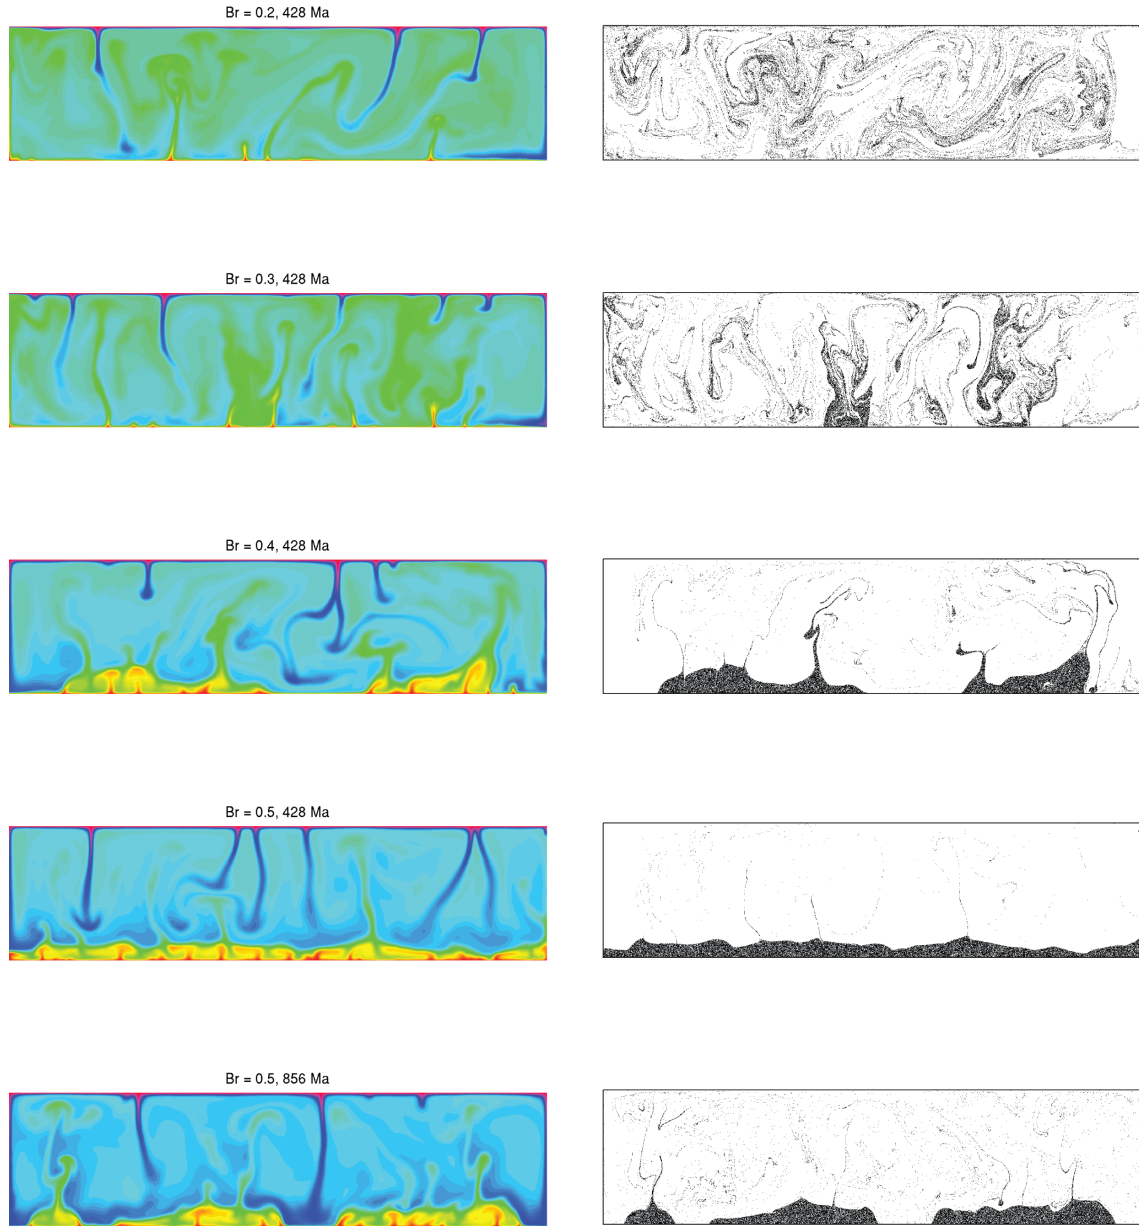 Br = 0.2, 428 Ma
Br = 0.3, 428 Ma
Br = 0.4, 428 Ma
Br = 0.5, 428 Ma
Br = 0.5, 856 Ma